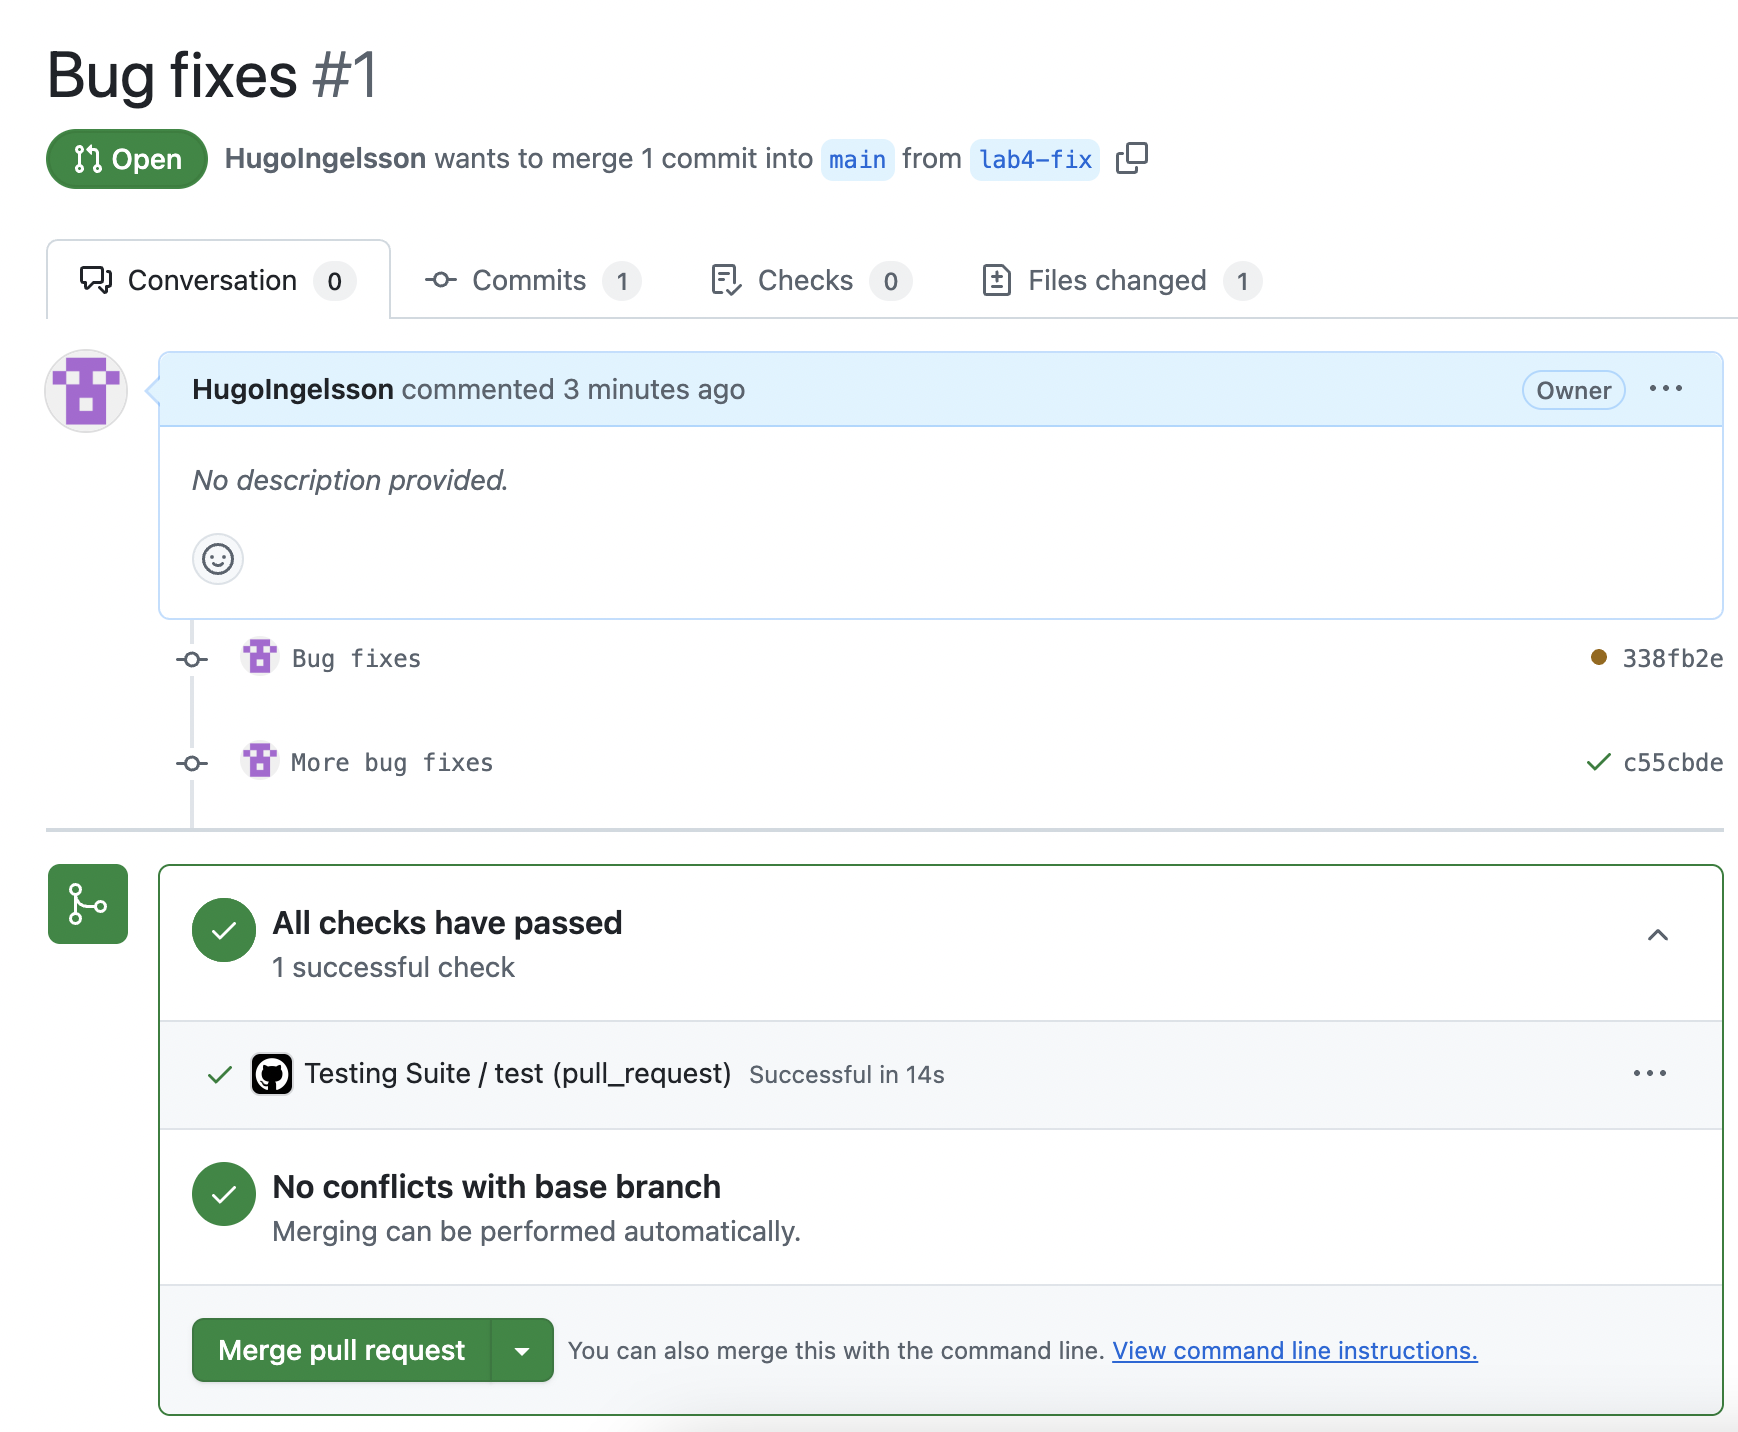 Bug fixes #1
Open HugoIngelsson wants to merge 1 commit into main from lab4-fix
Conversation 0 Commits 1 Checks 0 Files changed 1
HugoIngelsson commented 3 minutes ago Owner
No description provided.
Bug fixes 338fb2e
More bug fixes c55cbde
All checks have passed
1 successful check
Testing Suite / test (pull_request) Successful in 14s
No conflicts with base branch
Merging can be performed automatically.
Merge pull request You can also merge this with the command line. View command line instructions.